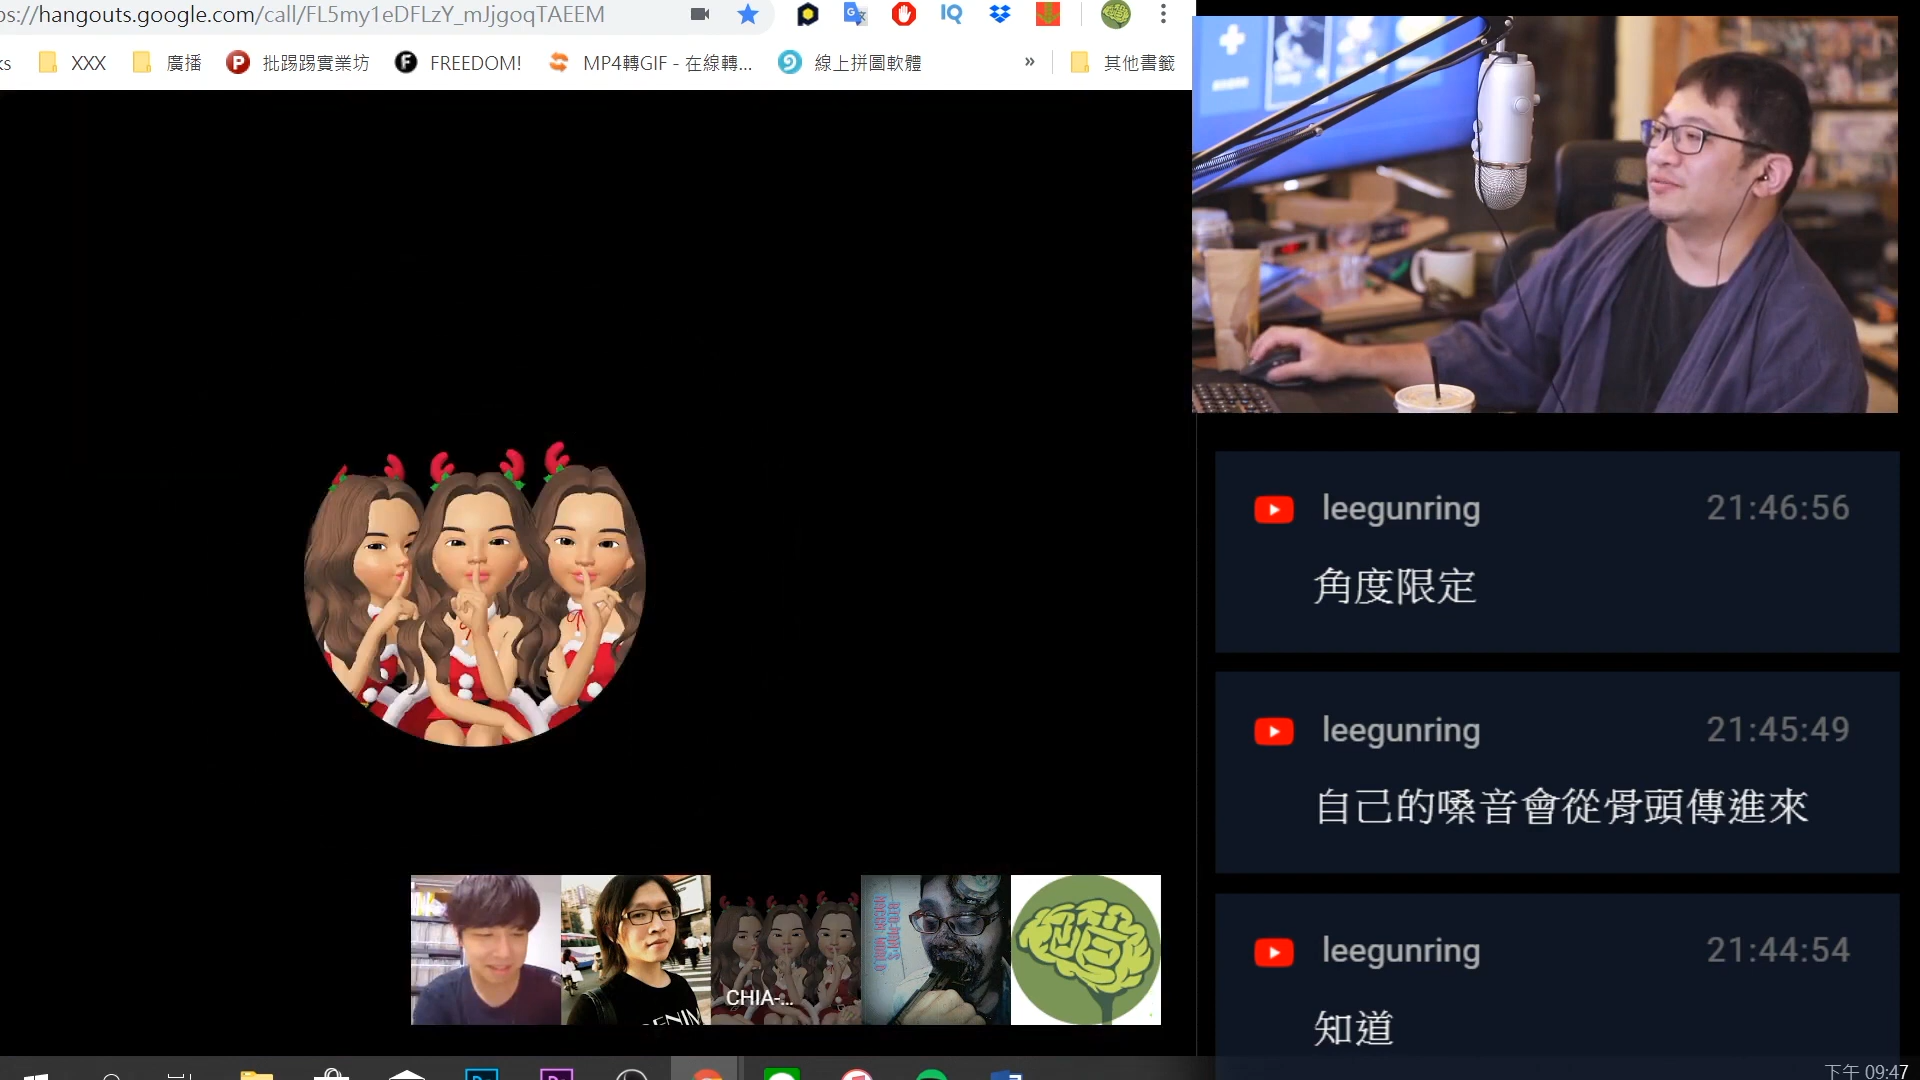 ps://hangouts.google.com/call/FL5my1eDFLzY_mJjgoqTAEEM
ks XXX 廣播 批踢踢實業坊 FREEDOM! MP4轉GIF - 在線轉... 線上拼圖軟體 » 其他書籤
leegunring 21:46:56
角度限定
leegunring 21:45:49
自己的嗓音會從骨頭傳進來
leegunring 21:44:54
知道
CHIA-...
下午 09:47